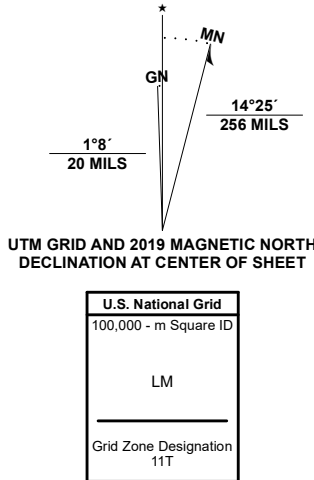 ★
MN
GN
14°25´
256 MILS
1°8´
20 MILS
UTM GRID AND 2019 MAGNETIC NORTH
DECLINATION AT CENTER OF SHEET
U.S. National Grid
100,000 - m Square ID
LM
Grid Zone Designation
11T